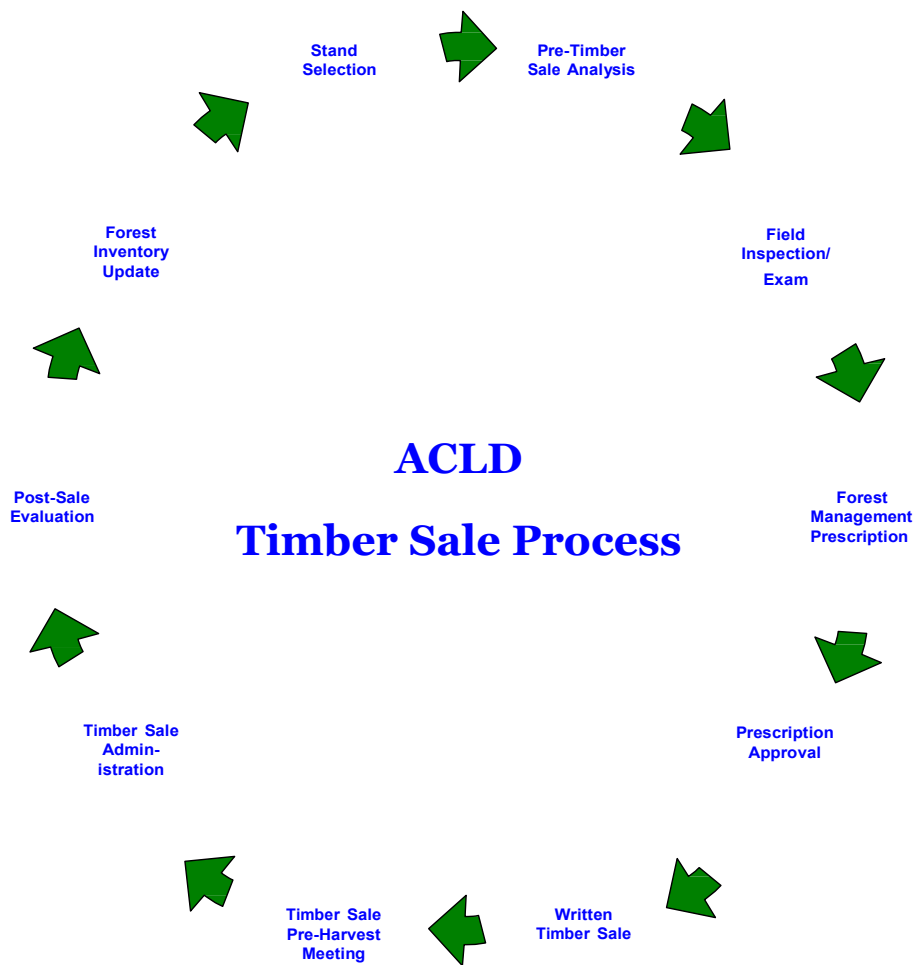 Stand
Selection
Pre-Timber
Sale Analysis
Field
Inspection/
Exam
Forest
Management
Prescription
Prescription
Approval
Written
Timber Sale
Timber Sale
Pre-Harvest
Meeting
Timber Sale
Admin-
istration
Post-Sale
Evaluation
Forest
Inventory
Update
ACLD
Timber Sale Process